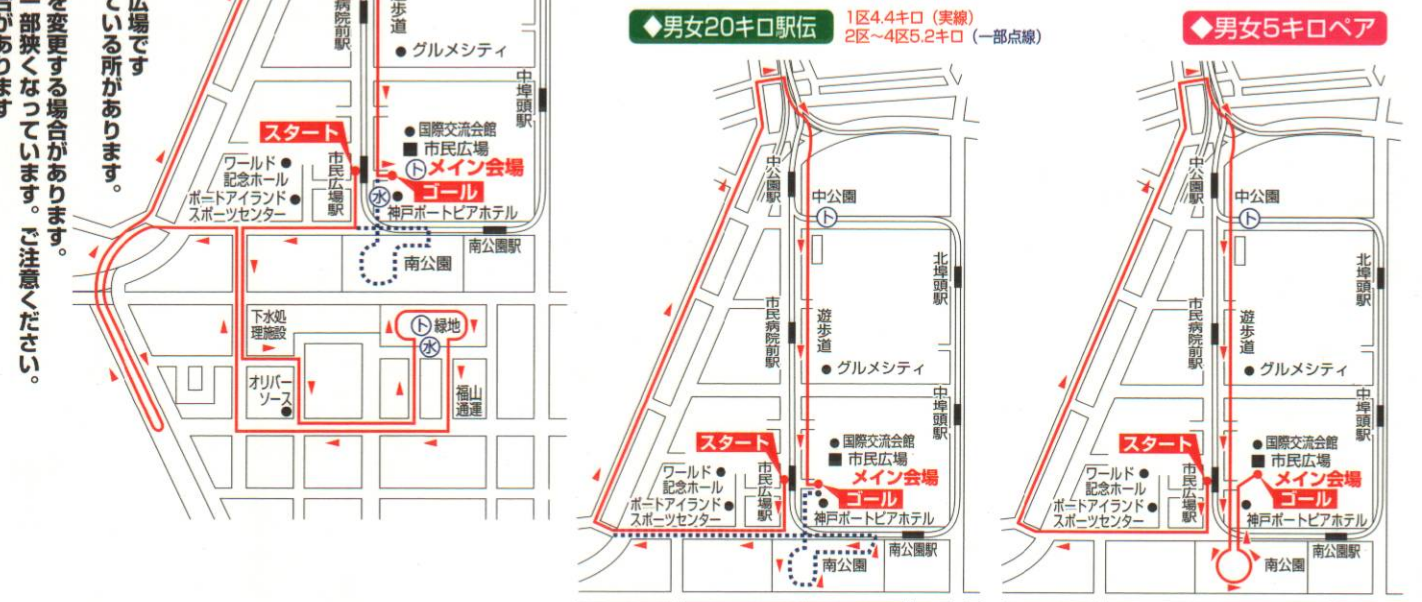 広場です
ている所があります。
を変更する場合があります。
一部狭くなっています。ご注意ください。
合があります
病院前駅
歩道
グルメシティ
中埠頭駅
スタート
国際交流会館
市民広場
ト メイン会場
ゴール
水
ワールド
記念ホール
ポートアイランド
スポーツセンター
市民広場駅
神戸ポートピアホテル
南公園駅
南公園
下水処
理施設
ト 緑地
水
オリバー
ソース
福山
通運
◆男女20キロ駅伝
1区4.4キロ（実線）
2区〜4区5.2キロ（一部点線）
中公園駅
中公園
ト
北埠頭駅
市民病院前駅
遊歩道
グルメシティ
中埠頭駅
スタート
国際交流会館
市民広場
メイン会場
ゴール
ワールド
記念ホール
ポートアイランド
スポーツセンター
市民広場駅
神戸ポートピアホテル
南公園駅
南公園
◆男女5キロペア
中公園駅
中公園
ト
北埠頭駅
市民病院前駅
遊歩道
グルメシティ
中埠頭駅
スタート
国際交流会館
市民広場
メイン会場
ゴール
ワールド
記念ホール
ポートアイランド
スポーツセンター
市民広場駅
神戸ポートピアホテル
南公園駅
南公園